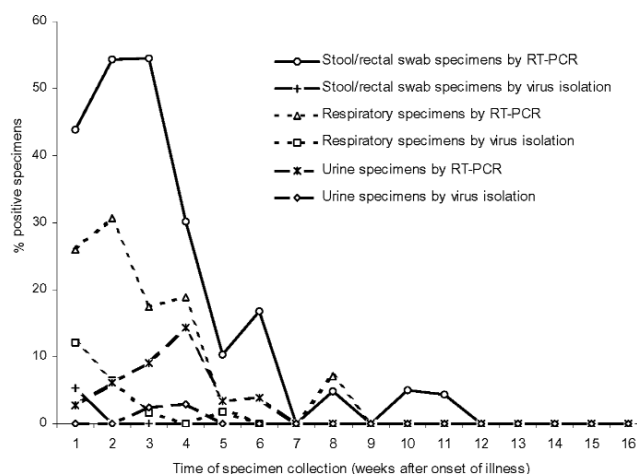 60
50
40
30
20
10
0
% positive specimens
Stool/rectal swab specimens by RT-PCR
Stool/rectal swab specimens by virus isolation
Respiratory specimens by RT-PCR
Respiratory specimens by virus isolation
Urine specimens by RT-PCR
Urine specimens by virus isolation
1 2 3 4 5 6 7 8 9 10 11 12 13 14 15 16
Time of specimen collection (weeks after onset of illness)